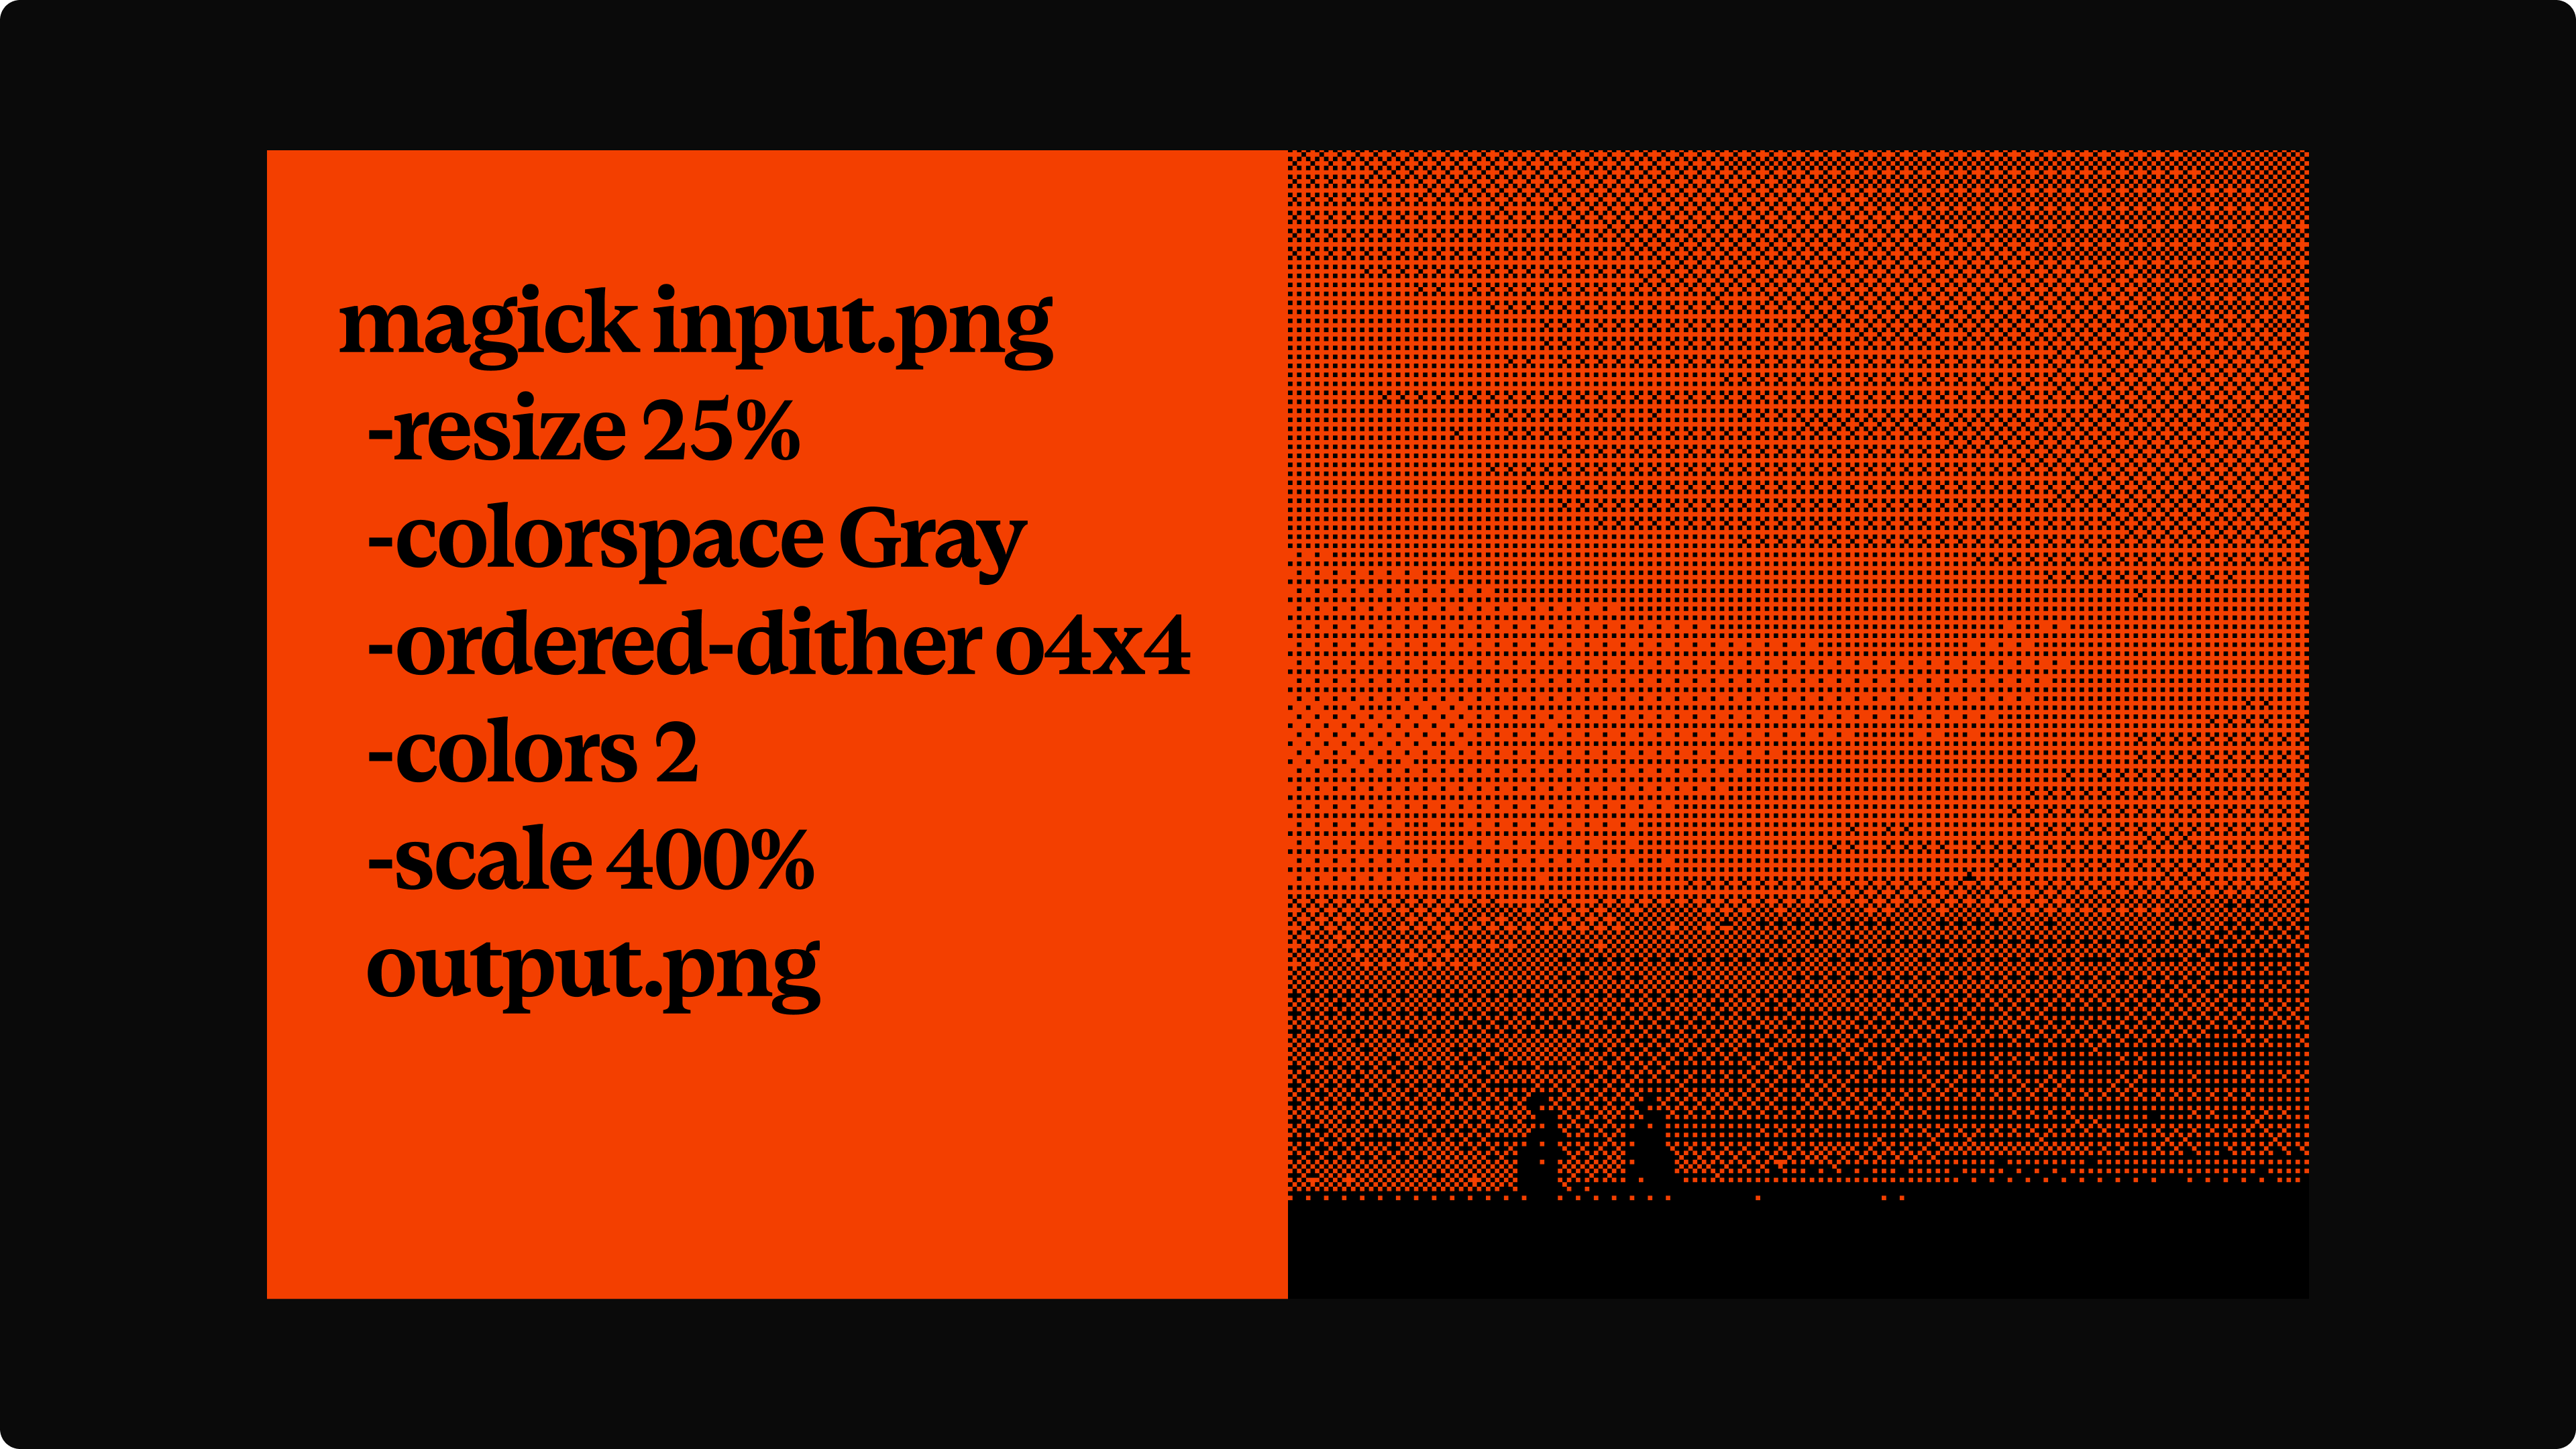 magick input.png
-resize 25%
-colorspace Gray
-ordered-dither o4x4
-colors 2
-scale 400%
output.png